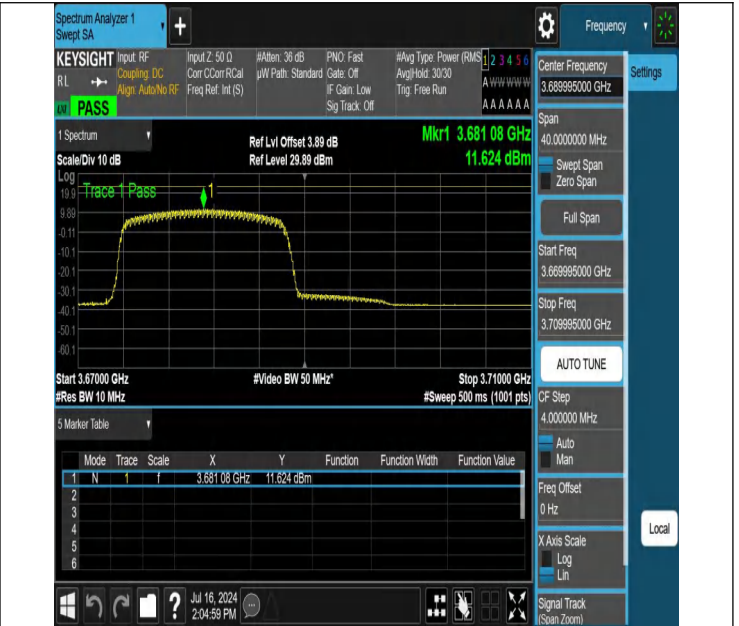 Spectrum Analyzer 1
Swept SA
+
Frequency
KEYSIGHT
RL
LXI
PASS
Input: RF
Coupling: DC
Align: Auto/No RF
Input Z: 50 Ω
Corr CCorr RCal
Freq Ref: Int (S)
#Atten: 36 dB
µW Path: Standard
PNO: Fast
Gate: Off
IF Gain: Low
Sig Track: Off
#Avg Type: Power (RMS
Avg|Hold: 30/30
Trig: Free Run
1 2 3 4 5 6
A W W W W W
A A A A A A
1 Spectrum
Scale/Div 10 dB
Ref Lvl Offset 3.89 dB
Ref Level 29.89 dBm
Mkr1 3.681 08 GHz
11.624 dBm
Log
Trace 1 Pass
1
19.9
9.89
-0.11
-10.1
-20.1
-30.1
-40.1
-50.1
-60.1
Start 3.67000 GHz
#Video BW 50 MHz*
Stop 3.71000 GHz
#Res BW 10 MHz
#Sweep 500 ms (1001 pts)
5 Marker Table
Mode Trace Scale X Y Function Function Width Function Value
1 N 1 f 3.681 08 GHz 11.624 dBm
2
3
4
5
6
Jul 16, 2024
2:04:59 PM
Center Frequency
3.689995000 GHz
Span
40.0000000 MHz
Swept Span
Zero Span
Full Span
Start Freq
3.669995000 GHz
Stop Freq
3.709995000 GHz
AUTO TUNE
CF Step
4.000000 MHz
Auto
Man
Freq Offset
0 Hz
X Axis Scale
Log
Lin
Signal Track
(Span Zoom)
Settings
Local